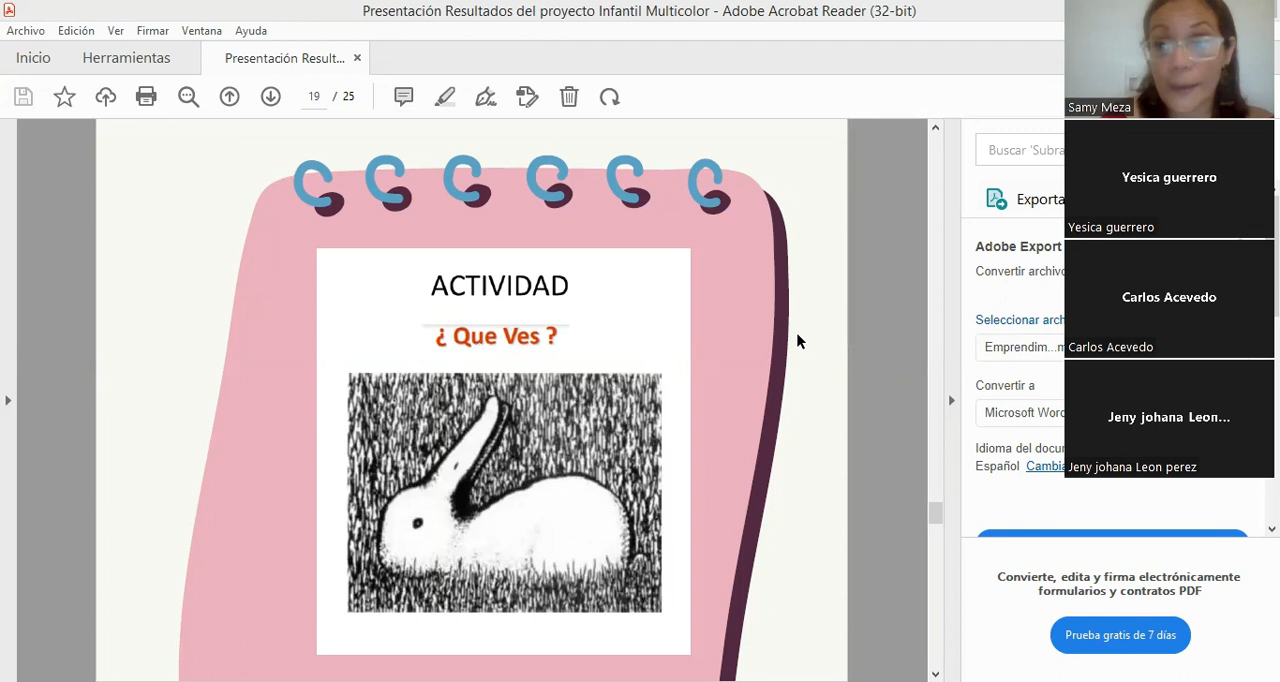 Presentación Resultados del proyecto Infantil Multicolor - Adobe Acrobat Reader (32-bit)
Archivo Edición Ver Firmar Ventana Ayuda
Inicio Herramientas Presentación Result... ×
19 / 25
Buscar 'Subra
Exporta
Adobe Export
Convertir archivo
Seleccionar arch
Emprendim...m
Convertir a
Microsoft Word
Idioma del docum
Español Cambia
Convierte, edita y firma electrónicamente
formularios y contratos PDF
Prueba gratis de 7 días
ACTIVIDAD
¿ Que Ves ?
Samy Meza
Yesica guerrero
Yesica guerrero
Carlos Acevedo
Carlos Acevedo
Jeny johana Leon...
Jeny johana Leon perez